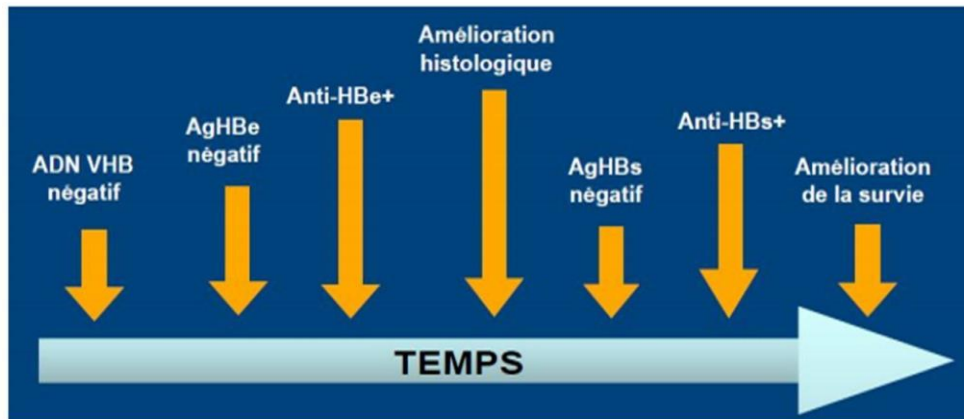 ADN VHB
négatif
AgHBe
négatif
Anti-HBe+
Amélioration
histologique
AgHBs
négatif
Anti-HBs+
Amélioration
de la survie
TEMPS